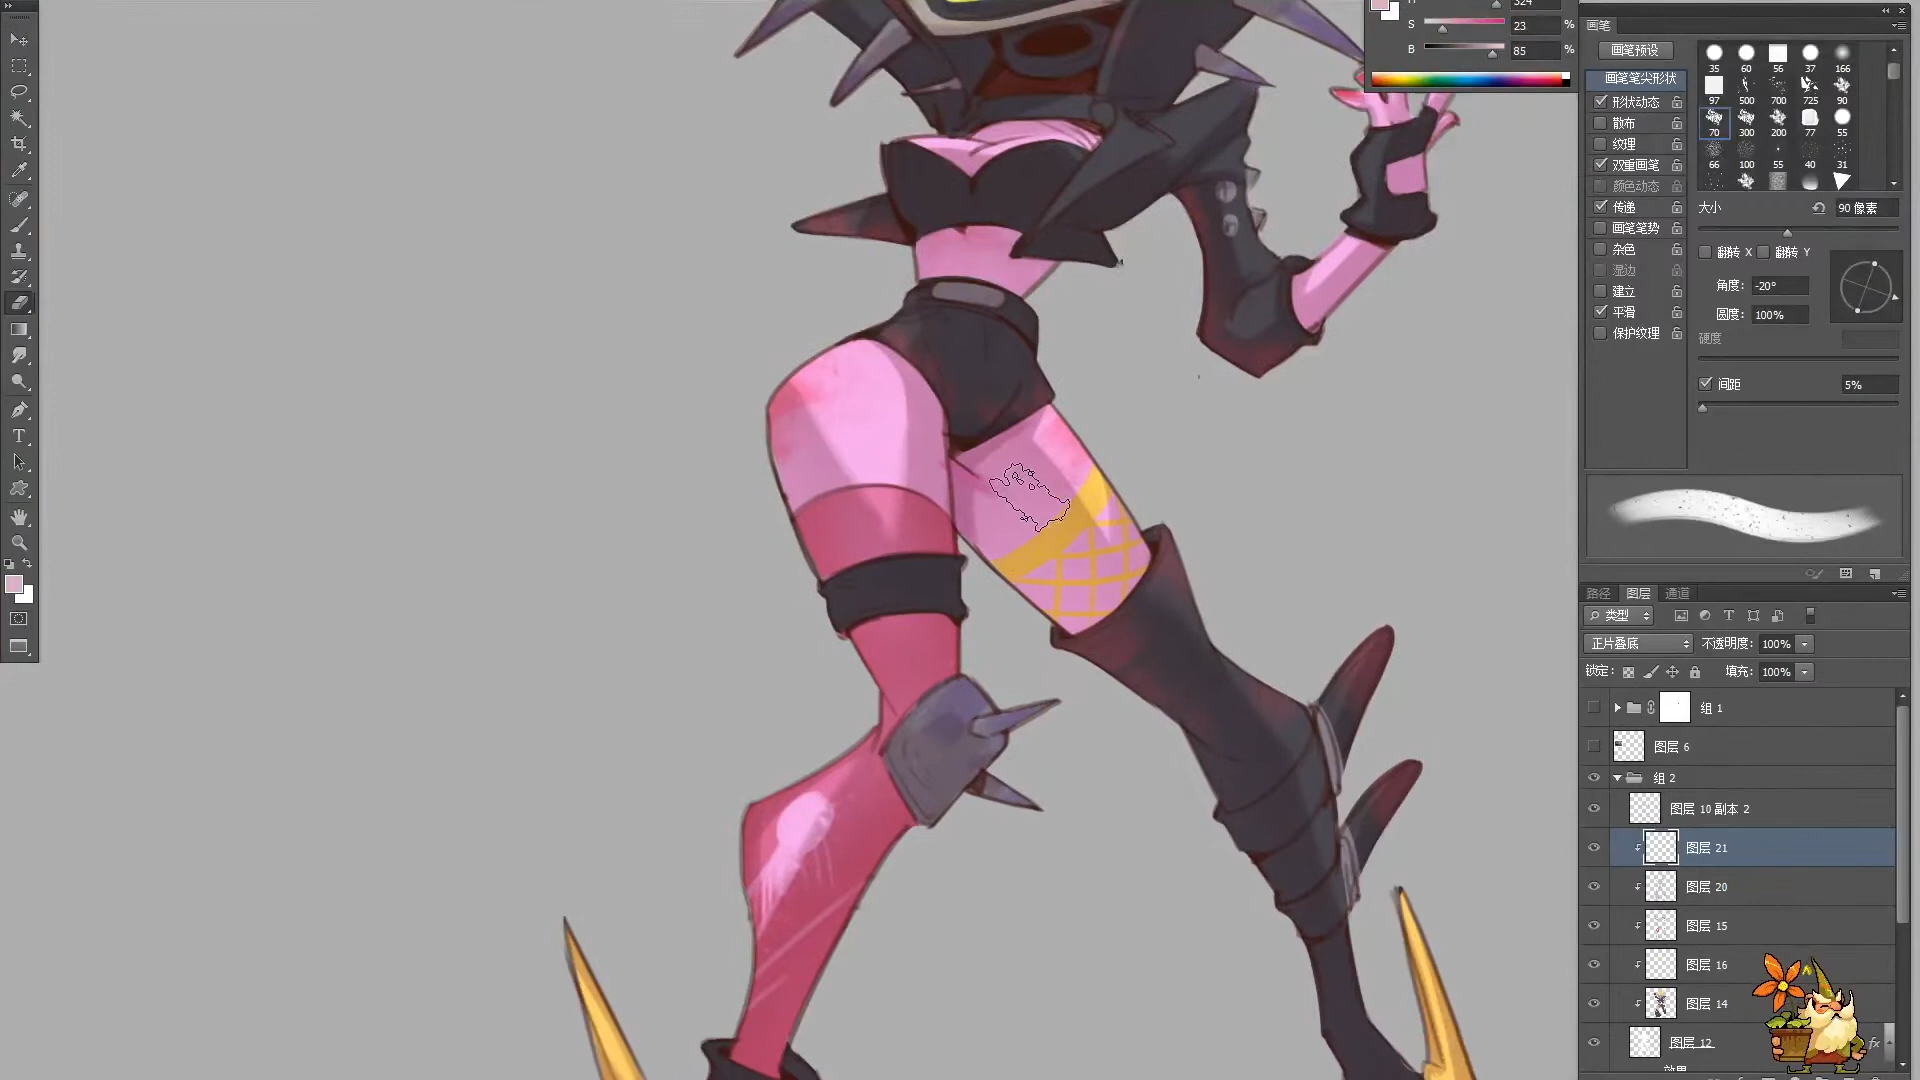 H 324
S 23 %
B 85 %
画笔
画笔预设
画笔笔尖形状
形状动态
散布
纹理
双重画笔
颜色动态
传递
画笔笔势
杂色
湿边
建立
平滑
保护纹理
35 60 56 37 166
97 500 700 725 90
70 300 200 77 55
66 100 55 40 31
大小 90 像素
翻转 X 翻转 Y
角度: -20°
圆度: 100%
硬度
间距 5%
路径 图层 通道
类型
正片叠底 不透明度: 100%
锁定: 填充: 100%
组 1
图层 6
组 2
图层 10 副本 2
图层 21
图层 20
图层 15
图层 16
图层 14
图层 12 fx
效果